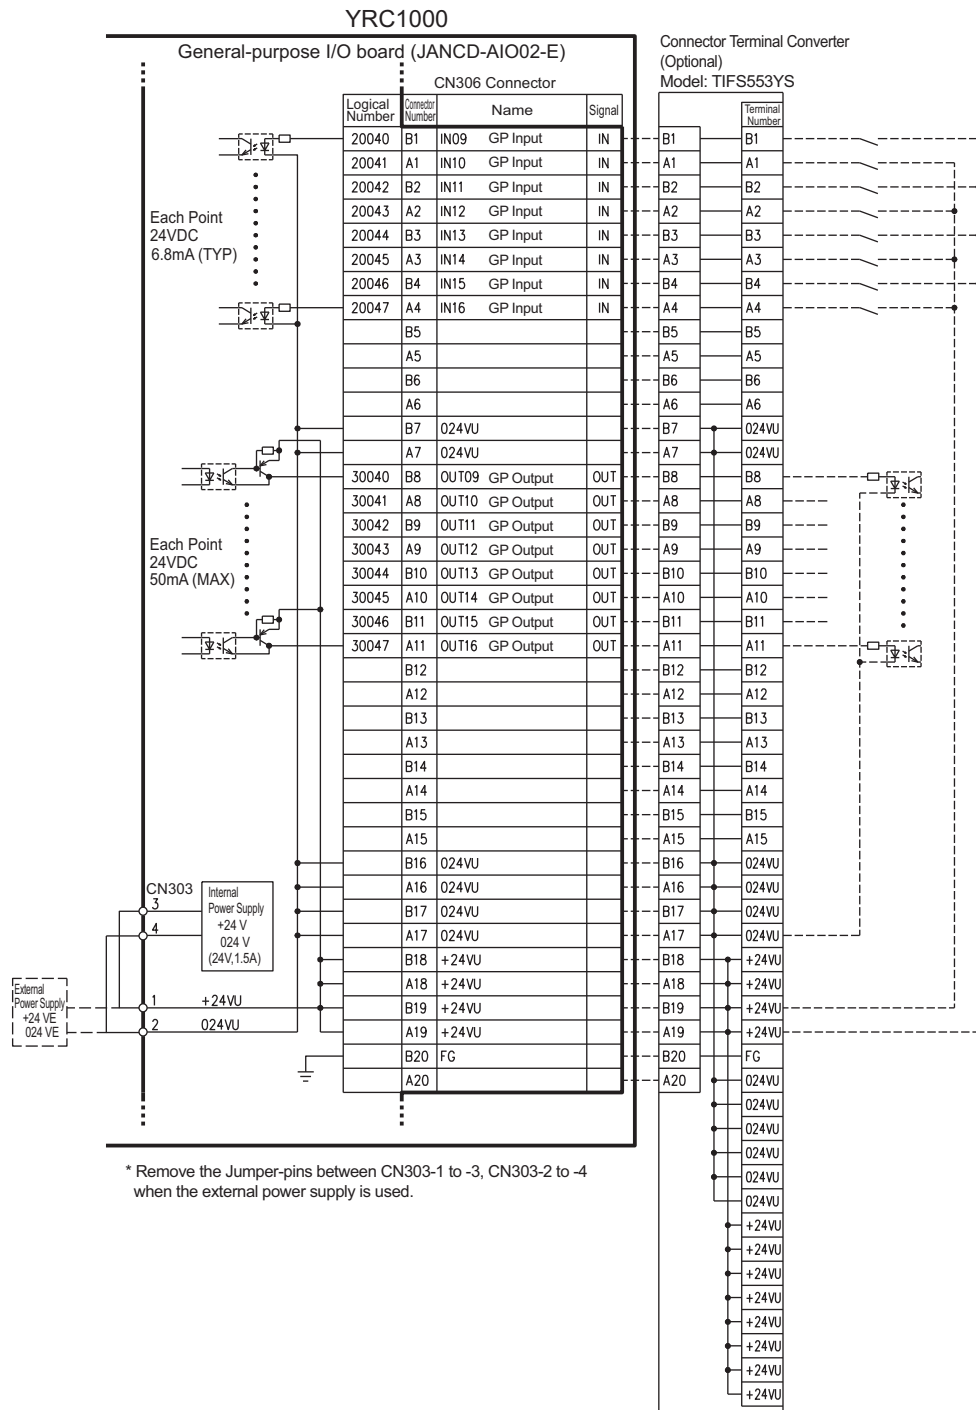 YRC1000
General-purpose I/O board (JANCD-AIO02-E)
Connector Terminal Converter
(Optional)
Model: TIFS553YS
CN306 Connector
Logical Number Connector Number Name Signal Terminal Number
20040 B1 IN09 GP Input IN B1 B1
20041 A1 IN10 GP Input IN A1 A1
20042 B2 IN11 GP Input IN B2 B2
20043 A2 IN12 GP Input IN A2 A2
20044 B3 IN13 GP Input IN B3 B3
20045 A3 IN14 GP Input IN A3 A3
20046 B4 IN15 GP Input IN B4 B4
20047 A4 IN16 GP Input IN A4 A4
Each Point
24VDC
6.8mA (TYP)
B5 B5 B5
A5 A5 A5
B6 B6 B6
A6 A6 A6
B7 024VU B7 024VU
A7 024VU A7 024VU
30040 B8 OUT09 GP Output OUT B8 B8
30041 A8 OUT10 GP Output OUT A8 A8
30042 B9 OUT11 GP Output OUT B9 B9
30043 A9 OUT12 GP Output OUT A9 A9
30044 B10 OUT13 GP Output OUT B10 B10
30045 A10 OUT14 GP Output OUT A10 A10
30046 B11 OUT15 GP Output OUT B11 B11
30047 A11 OUT16 GP Output OUT A11 A11
Each Point
24VDC
50mA (MAX)
B12 B12 B12
A12 A12 A12
B13 B13 B13
A13 A13 A13
B14 B14 B14
A14 A14 A14
B15 B15 B15
A15 A15 A15
B16 024VU B16 024VU
A16 024VU A16 024VU
B17 024VU B17 024VU
A17 024VU A17 024VU
B18 +24VU B18 +24VU
A18 +24VU A18 +24VU
B19 +24VU B19 +24VU
A19 +24VU A19 +24VU
B20 FG B20 FG
A20 A20 024VU
CN303
3
4
Internal
Power Supply
+24 V
024 V
(24V,1.5A)
External
Power Supply
+24 VE
024 VE
1 +24VU
2 024VU
024VU
024VU
024VU
024VU
024VU
+24VU
+24VU
+24VU
+24VU
+24VU
+24VU
+24VU
+24VU
* Remove the Jumper-pins between CN303-1 to -3, CN303-2 to -4
when the external power supply is used.